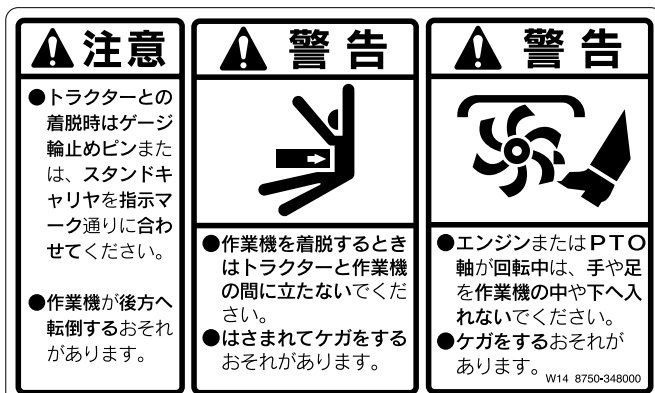 注意
●トラクターとの
着脱時はゲージ
輪止めピンまた
は、スタンドキ
ャリヤを指示マ
ーク通りに合わ
せてください。
●作業機が後方へ
転倒するおそれ
があります。
警告
●作業機を着脱するとき
はトラクターと作業機
の間に立たないでくだ
さい。
●はさまれてケガをする
おそれがあります。
警告
●エンジンまたはPTO
軸が回転中は、手や足
を作業機の中や下へ入
れないでください。
●ケガをするおそれが
あります。
W14 8750-348000